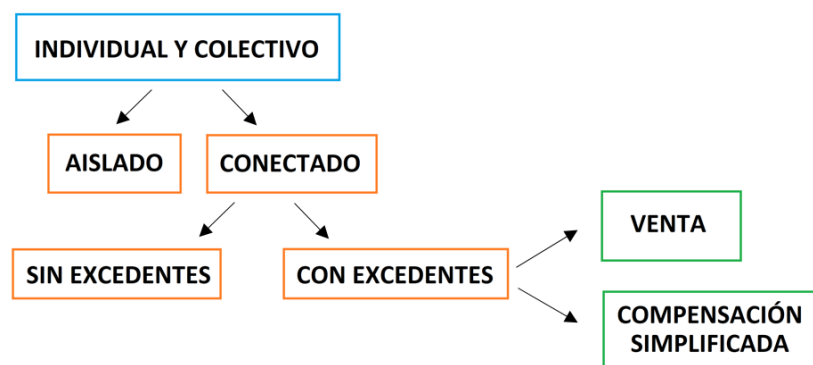 INDIVIDUAL Y COLECTIVO
AISLADO
CONECTADO
SIN EXCEDENTES
CON EXCEDENTES
VENTA
COMPENSACIÓN
SIMPLIFICADA